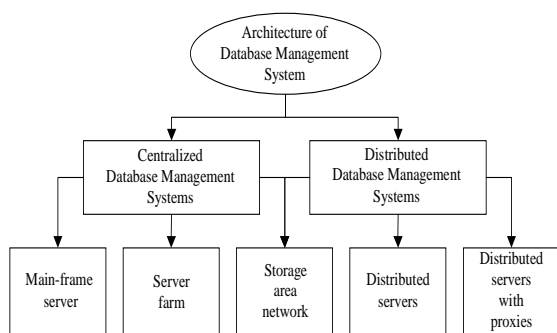 Architecture of
Database Management
System
Centralized
Database Management
Systems
Distributed
Database Management
Systems
Main-frame
server
Server
farm
Storage
area
network
Distributed
servers
Distributed
servers
with
proxies